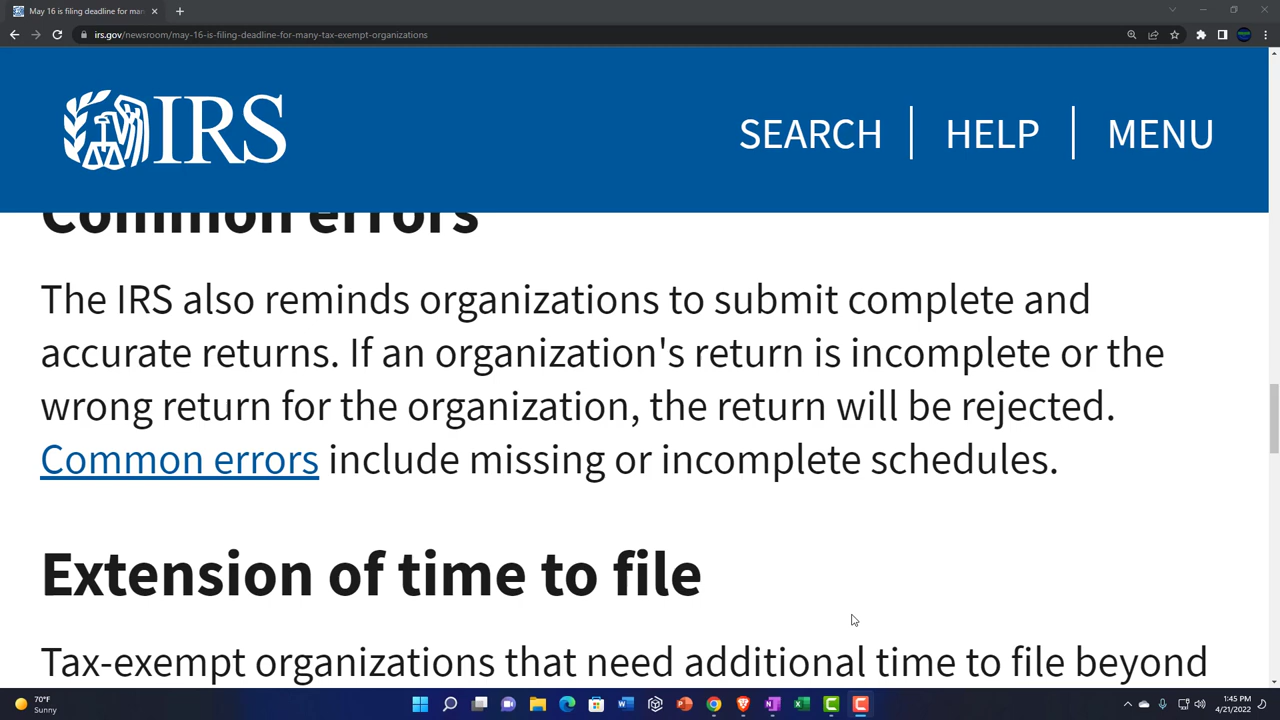 May 16 is filing deadline for man
irs.gov/newsroom/may-16-is-filing-deadline-for-many-tax-exempt-organizations
IRS
SEARCH
HELP
MENU
Common errors
The IRS also reminds organizations to submit complete and
accurate returns. If an organization's return is incomplete or the
wrong return for the organization, the return will be rejected.
Common errors include missing or incomplete schedules.
Extension of time to file
Tax-exempt organizations that need additional time to file beyond
70°F
Sunny
1:45 PM
4/21/2022